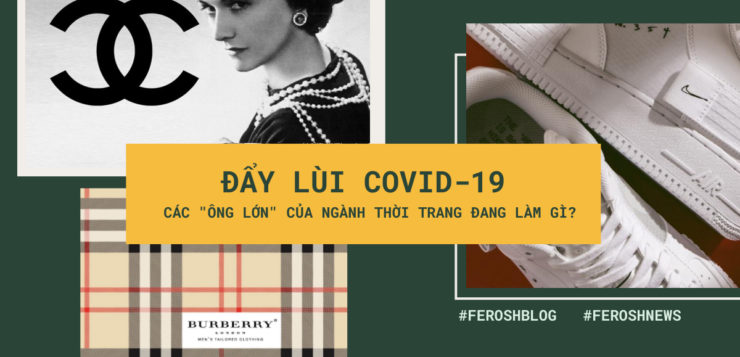 ĐẨY LÙI COVID-19
CÁC "ÔNG LỚN" CỦA NGÀNH THỜI TRANG ĐANG LÀM GÌ?
BURBERRY®
LONDON
MEN'S TAILORED CLOTHING
AIR
#FEROSHBLOG #FEROSHNEWS